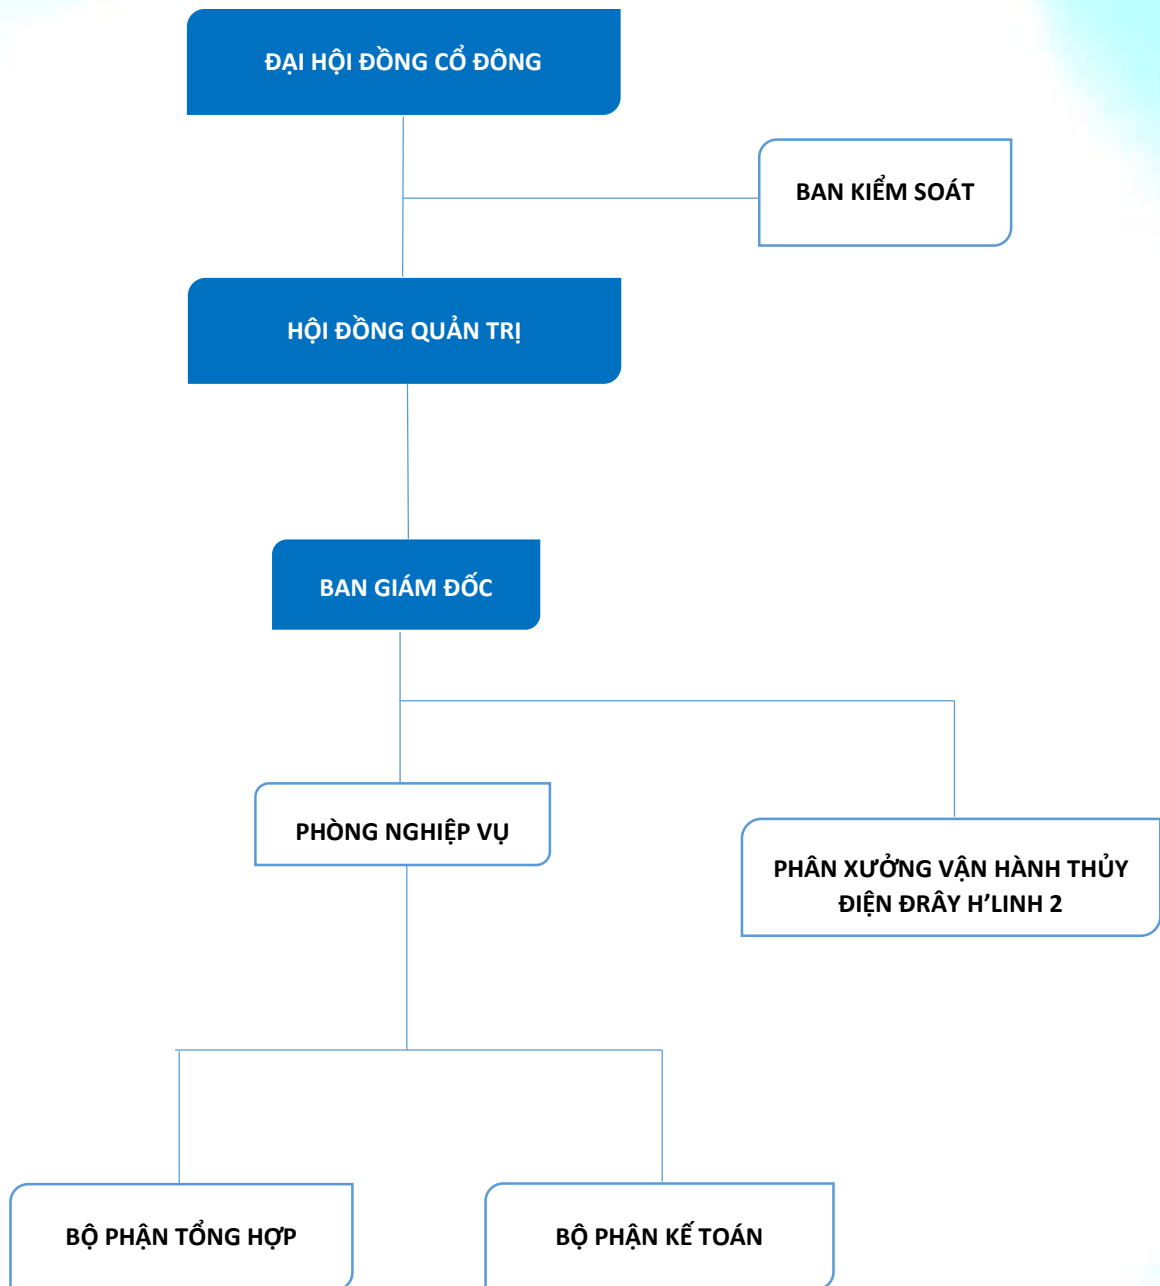 ĐẠI HỘI ĐỒNG CỔ ĐÔNG
BAN KIỂM SOÁT
HỘI ĐỒNG QUẢN TRỊ
BAN GIÁM ĐỐC
PHÒNG NGHIỆP VỤ
PHÂN XƯỞNG VẬN HÀNH THỦY
ĐIỆN ĐRÂY H’LINH 2
BỘ PHẬN TỔNG HỢP
BỘ PHẬN KẾ TOÁN